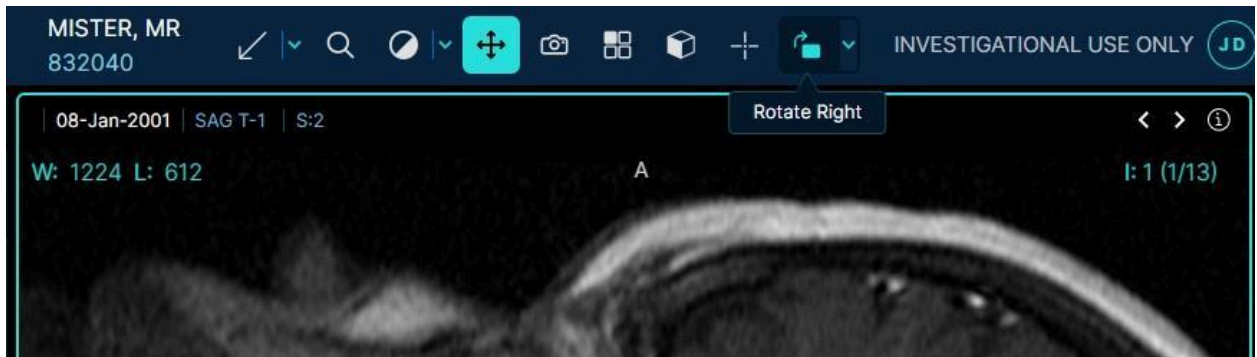 MISTER, MR
832040
INVESTIGATIONAL USE ONLY
JD
Rotate Right
08-Jan-2001 SAG T-1 S:2
W: 1224 L: 612
A
I: 1 (1/13)